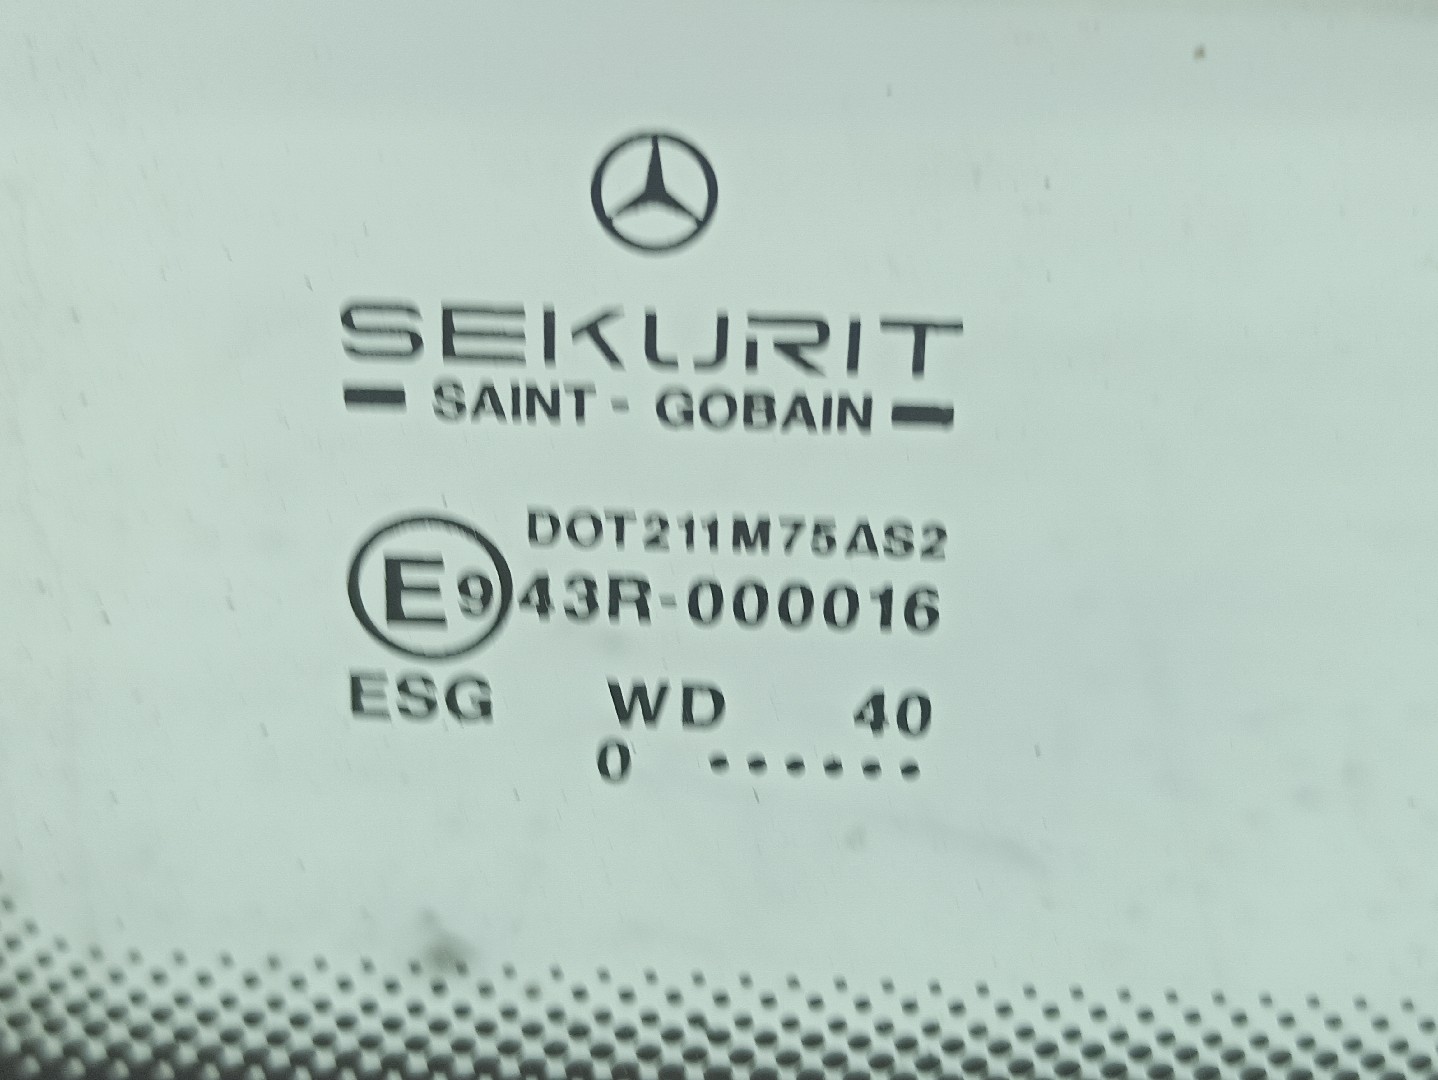 SEKURIT
SAINT - GOBAIN
DOT211M75AS2
E9 43R-000016
ESG WD 40
0 ••••••